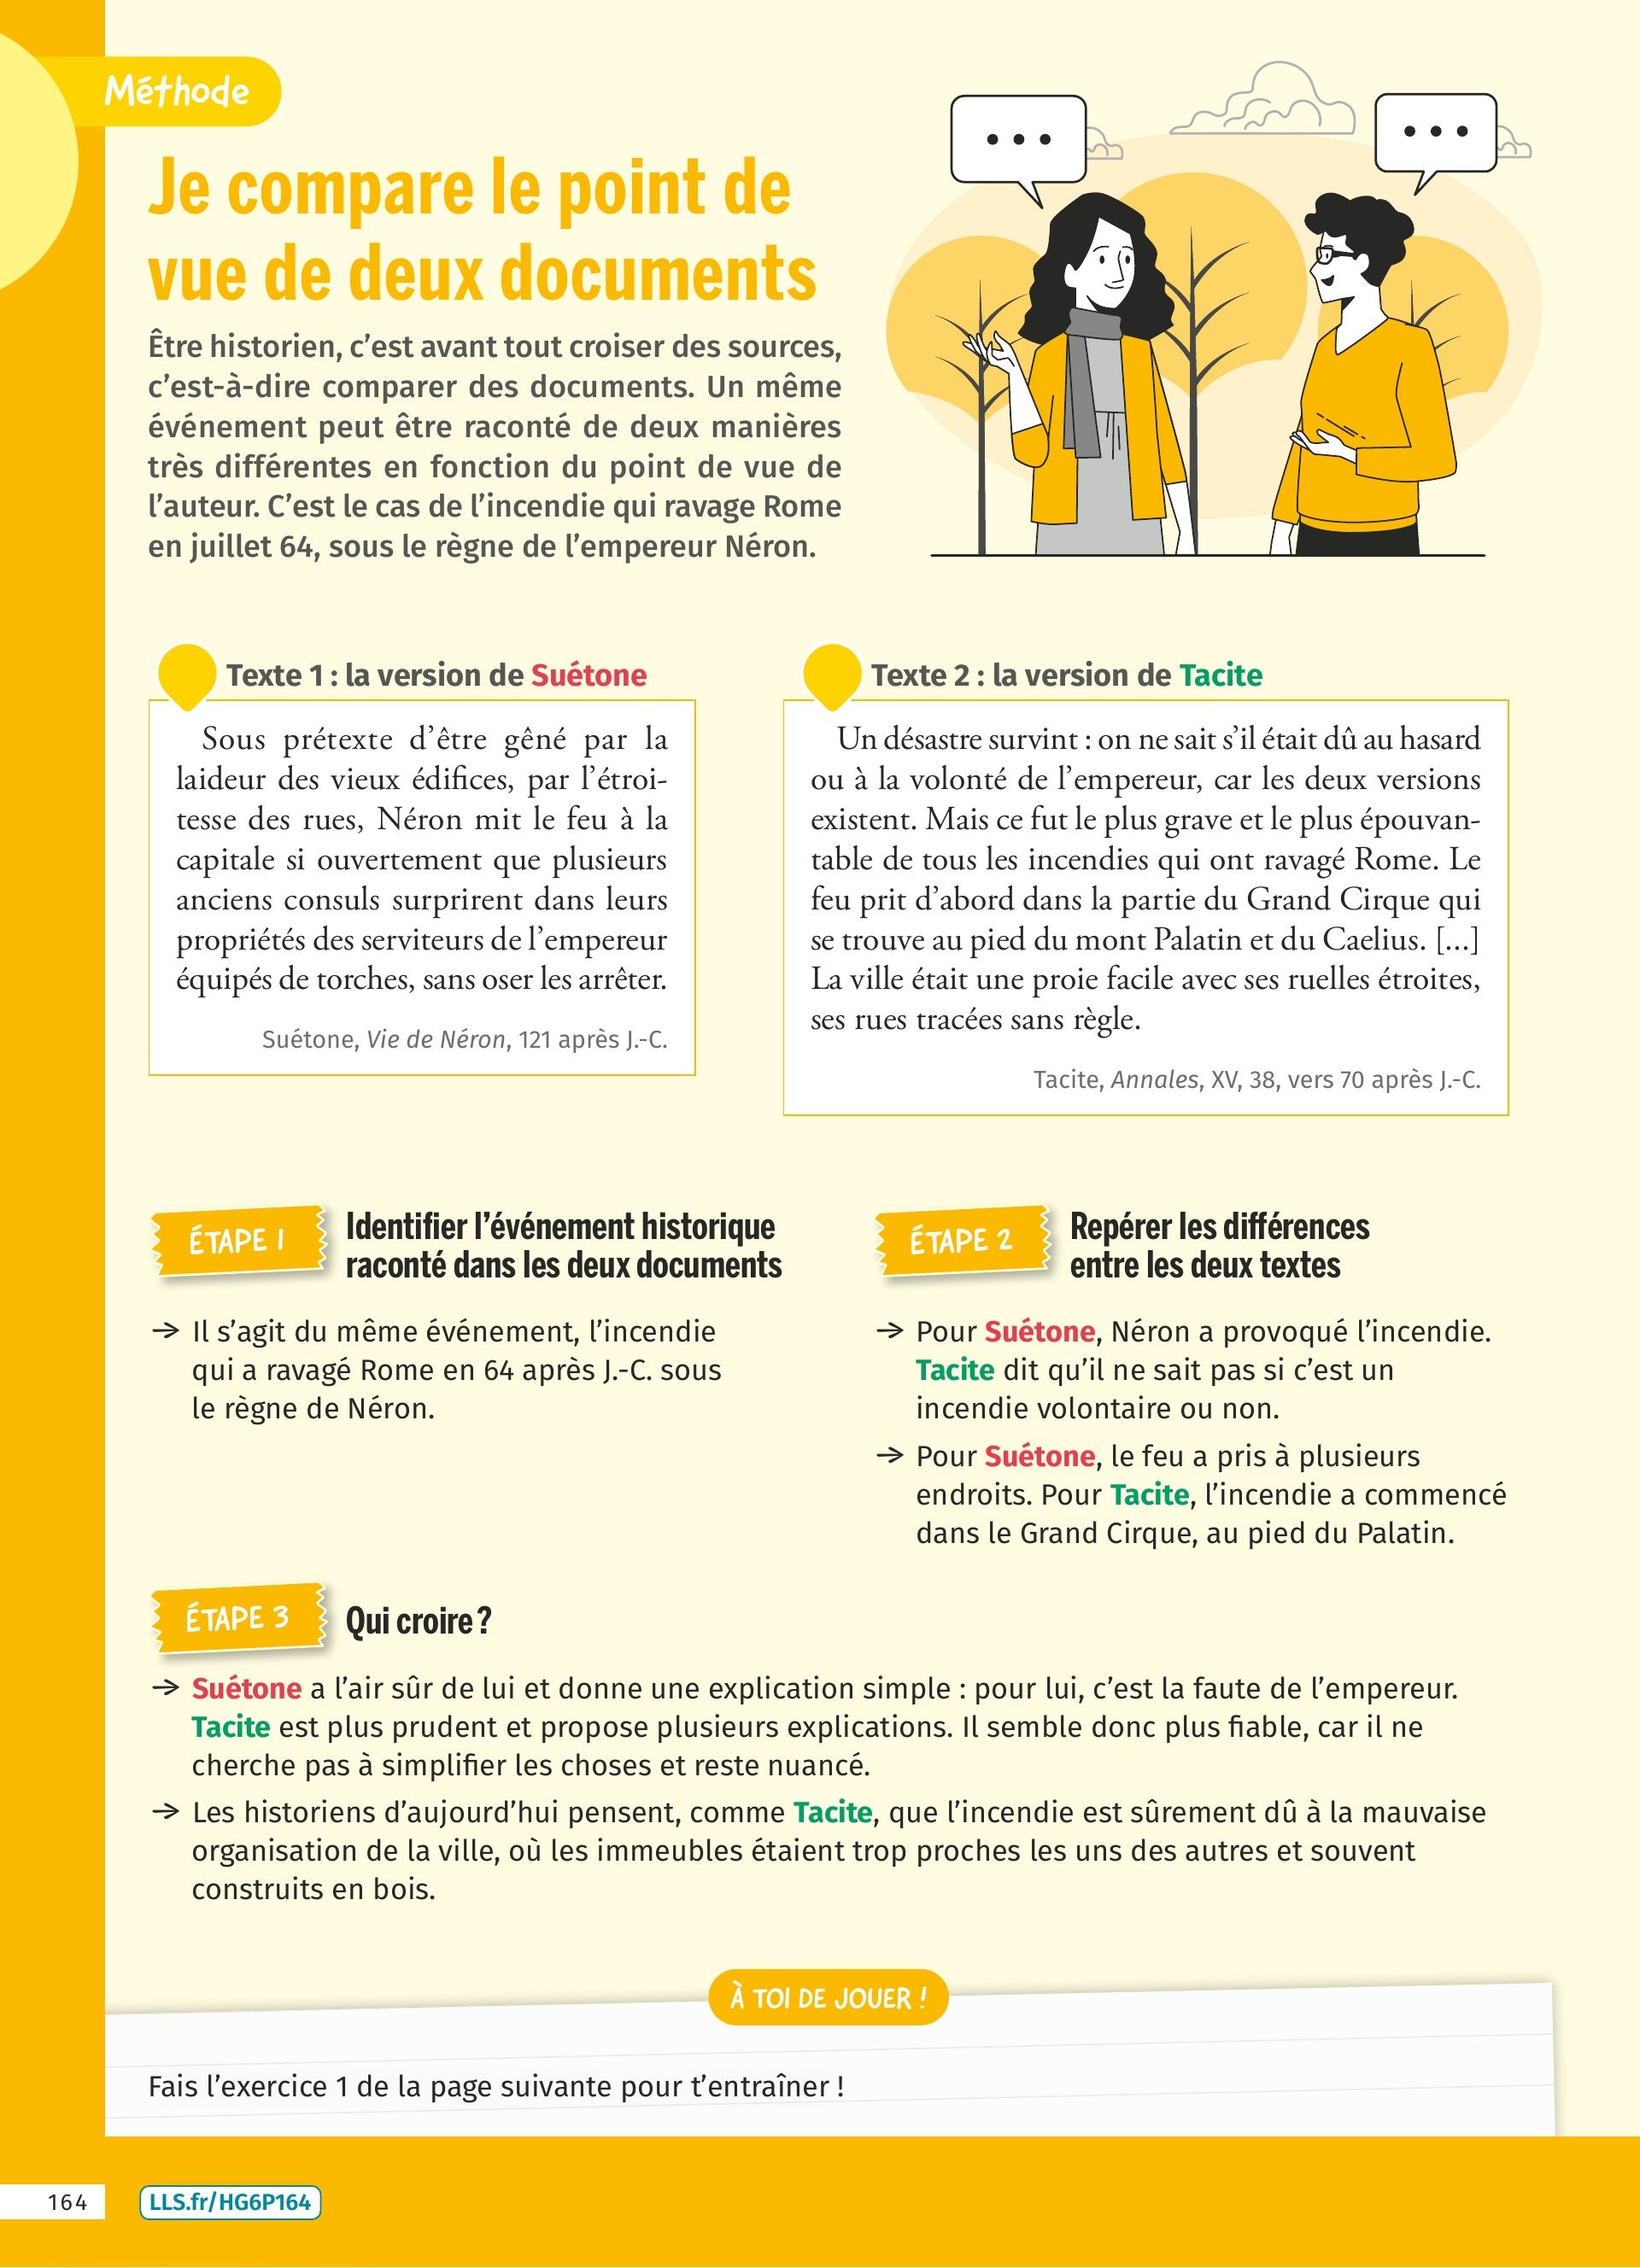 Méthode
Je compare le point de
vue de deux documents
Être historien, c’est avant tout croiser des sources,
c’est-à-dire comparer des documents. Un même
événement peut être raconté de deux manières
très différentes en fonction du point de vue de
l’auteur. C’est le cas de l’incendie qui ravage Rome
en juillet 64, sous le règne de l’empereur Néron.
Texte 1 : la version de Suétone
Sous prétexte d’être gêné par la
laideur des vieux édifices, par l’étroi-
tesse des rues, Néron mit le feu à la
capitale si ouvertement que plusieurs
anciens consuls surprirent dans leurs
propriétés des serviteurs de l’empereur
équipés de torches, sans oser les arrêter.
Suétone, Vie de Néron, 121 après J.-C.
Texte 2 : la version de Tacite
Un désastre survint : on ne sait s’il était dû au hasard
ou à la volonté de l’empereur, car les deux versions
existent. Mais ce fut le plus grave et le plus épouvan-
table de tous les incendies qui ont ravagé Rome. Le
feu prit d’abord dans la partie du Grand Cirque qui
se trouve au pied du mont Palatin et du Caelius. [...]
La ville était une proie facile avec ses ruelles étroites,
ses rues tracées sans règle.
Tacite, Annales, XV, 38, vers 70 après J.-C.
ÉTAPE 1
Identifier l’événement historique
raconté dans les deux documents
→ Il s’agit du même événement, l’incendie
qui a ravagé Rome en 64 après J.-C. sous
le règne de Néron.
ÉTAPE 2
Repérer les différences
entre les deux textes
→ Pour Suétone, Néron a provoqué l’incendie.
Tacite dit qu’il ne sait pas si c’est un
incendie volontaire ou non.
→ Pour Suétone, le feu a pris à plusieurs
endroits. Pour Tacite, l’incendie a commencé
dans le Grand Cirque, au pied du Palatin.
ÉTAPE 3
Qui croire ?
→ Suétone a l’air sûr de lui et donne une explication simple : pour lui, c’est la faute de l’empereur.
Tacite est plus prudent et propose plusieurs explications. Il semble donc plus fiable, car il ne
cherche pas à simplifier les choses et reste nuancé.
→ Les historiens d’aujourd’hui pensent, comme Tacite, que l’incendie est sûrement dû à la mauvaise
organisation de la ville, où les immeubles étaient trop proches les uns des autres et souvent
construits en bois.
À TOI DE JOUER !
Fais l’exercice 1 de la page suivante pour t’entraîner !
164
LLS.fr/HG6P164